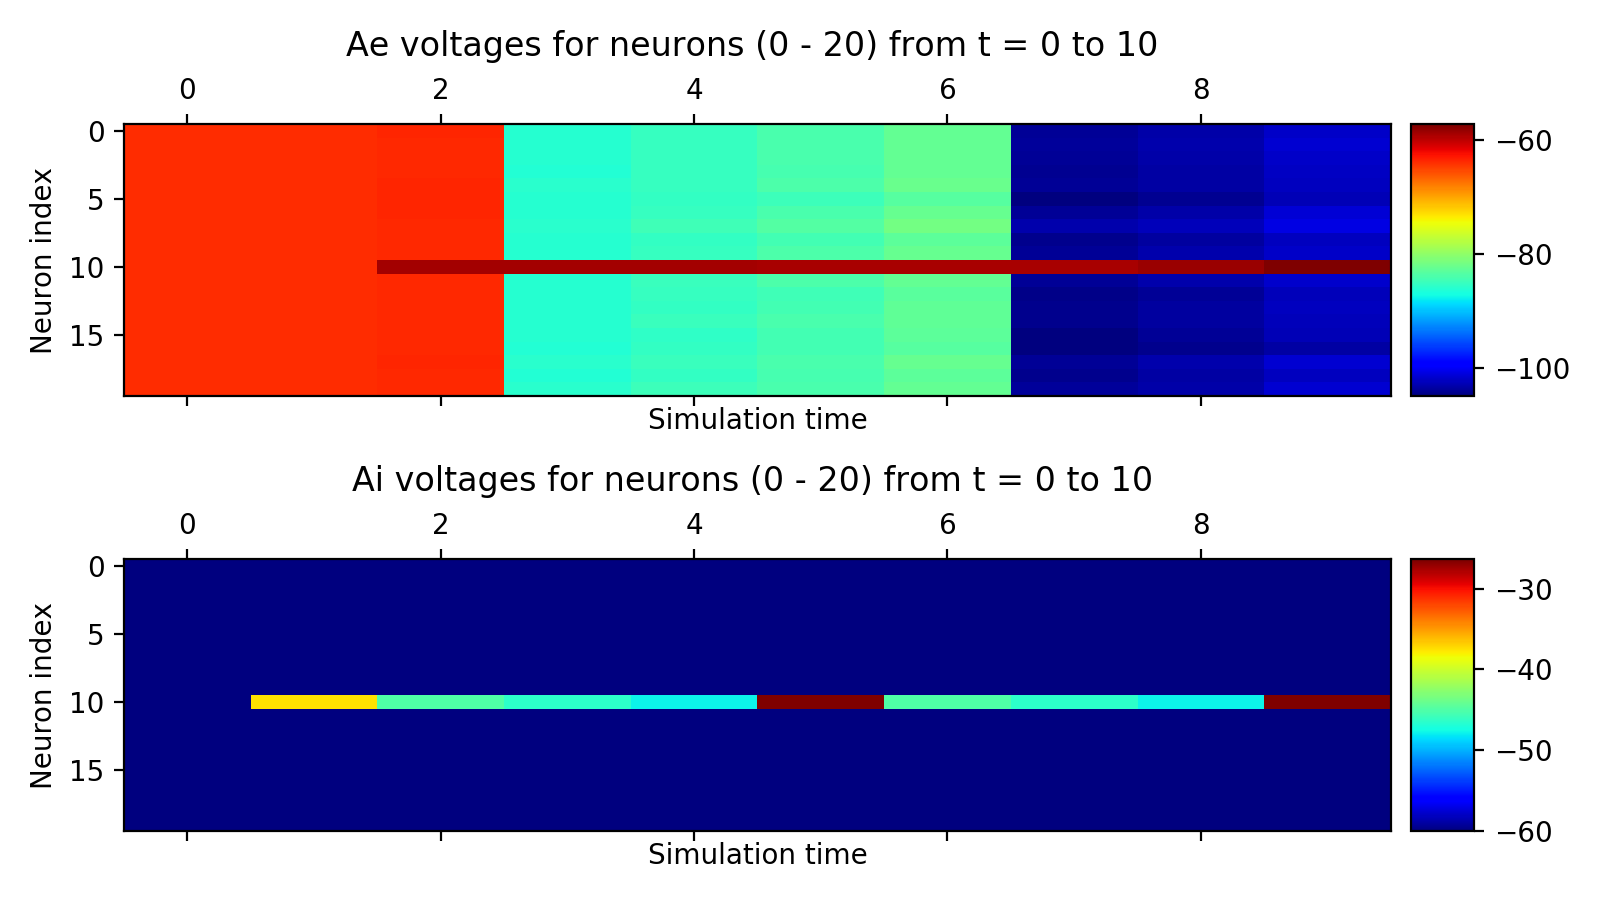 Ae voltages for neurons (0 - 20) from t = 0 to 10
0 2 4 6 8
Neuron index
0
5
10
15
Simulation time
−60
−80
−100
Ai voltages for neurons (0 - 20) from t = 0 to 10
0 2 4 6 8
Neuron index
0
5
10
15
Simulation time
−30
−40
−50
−60